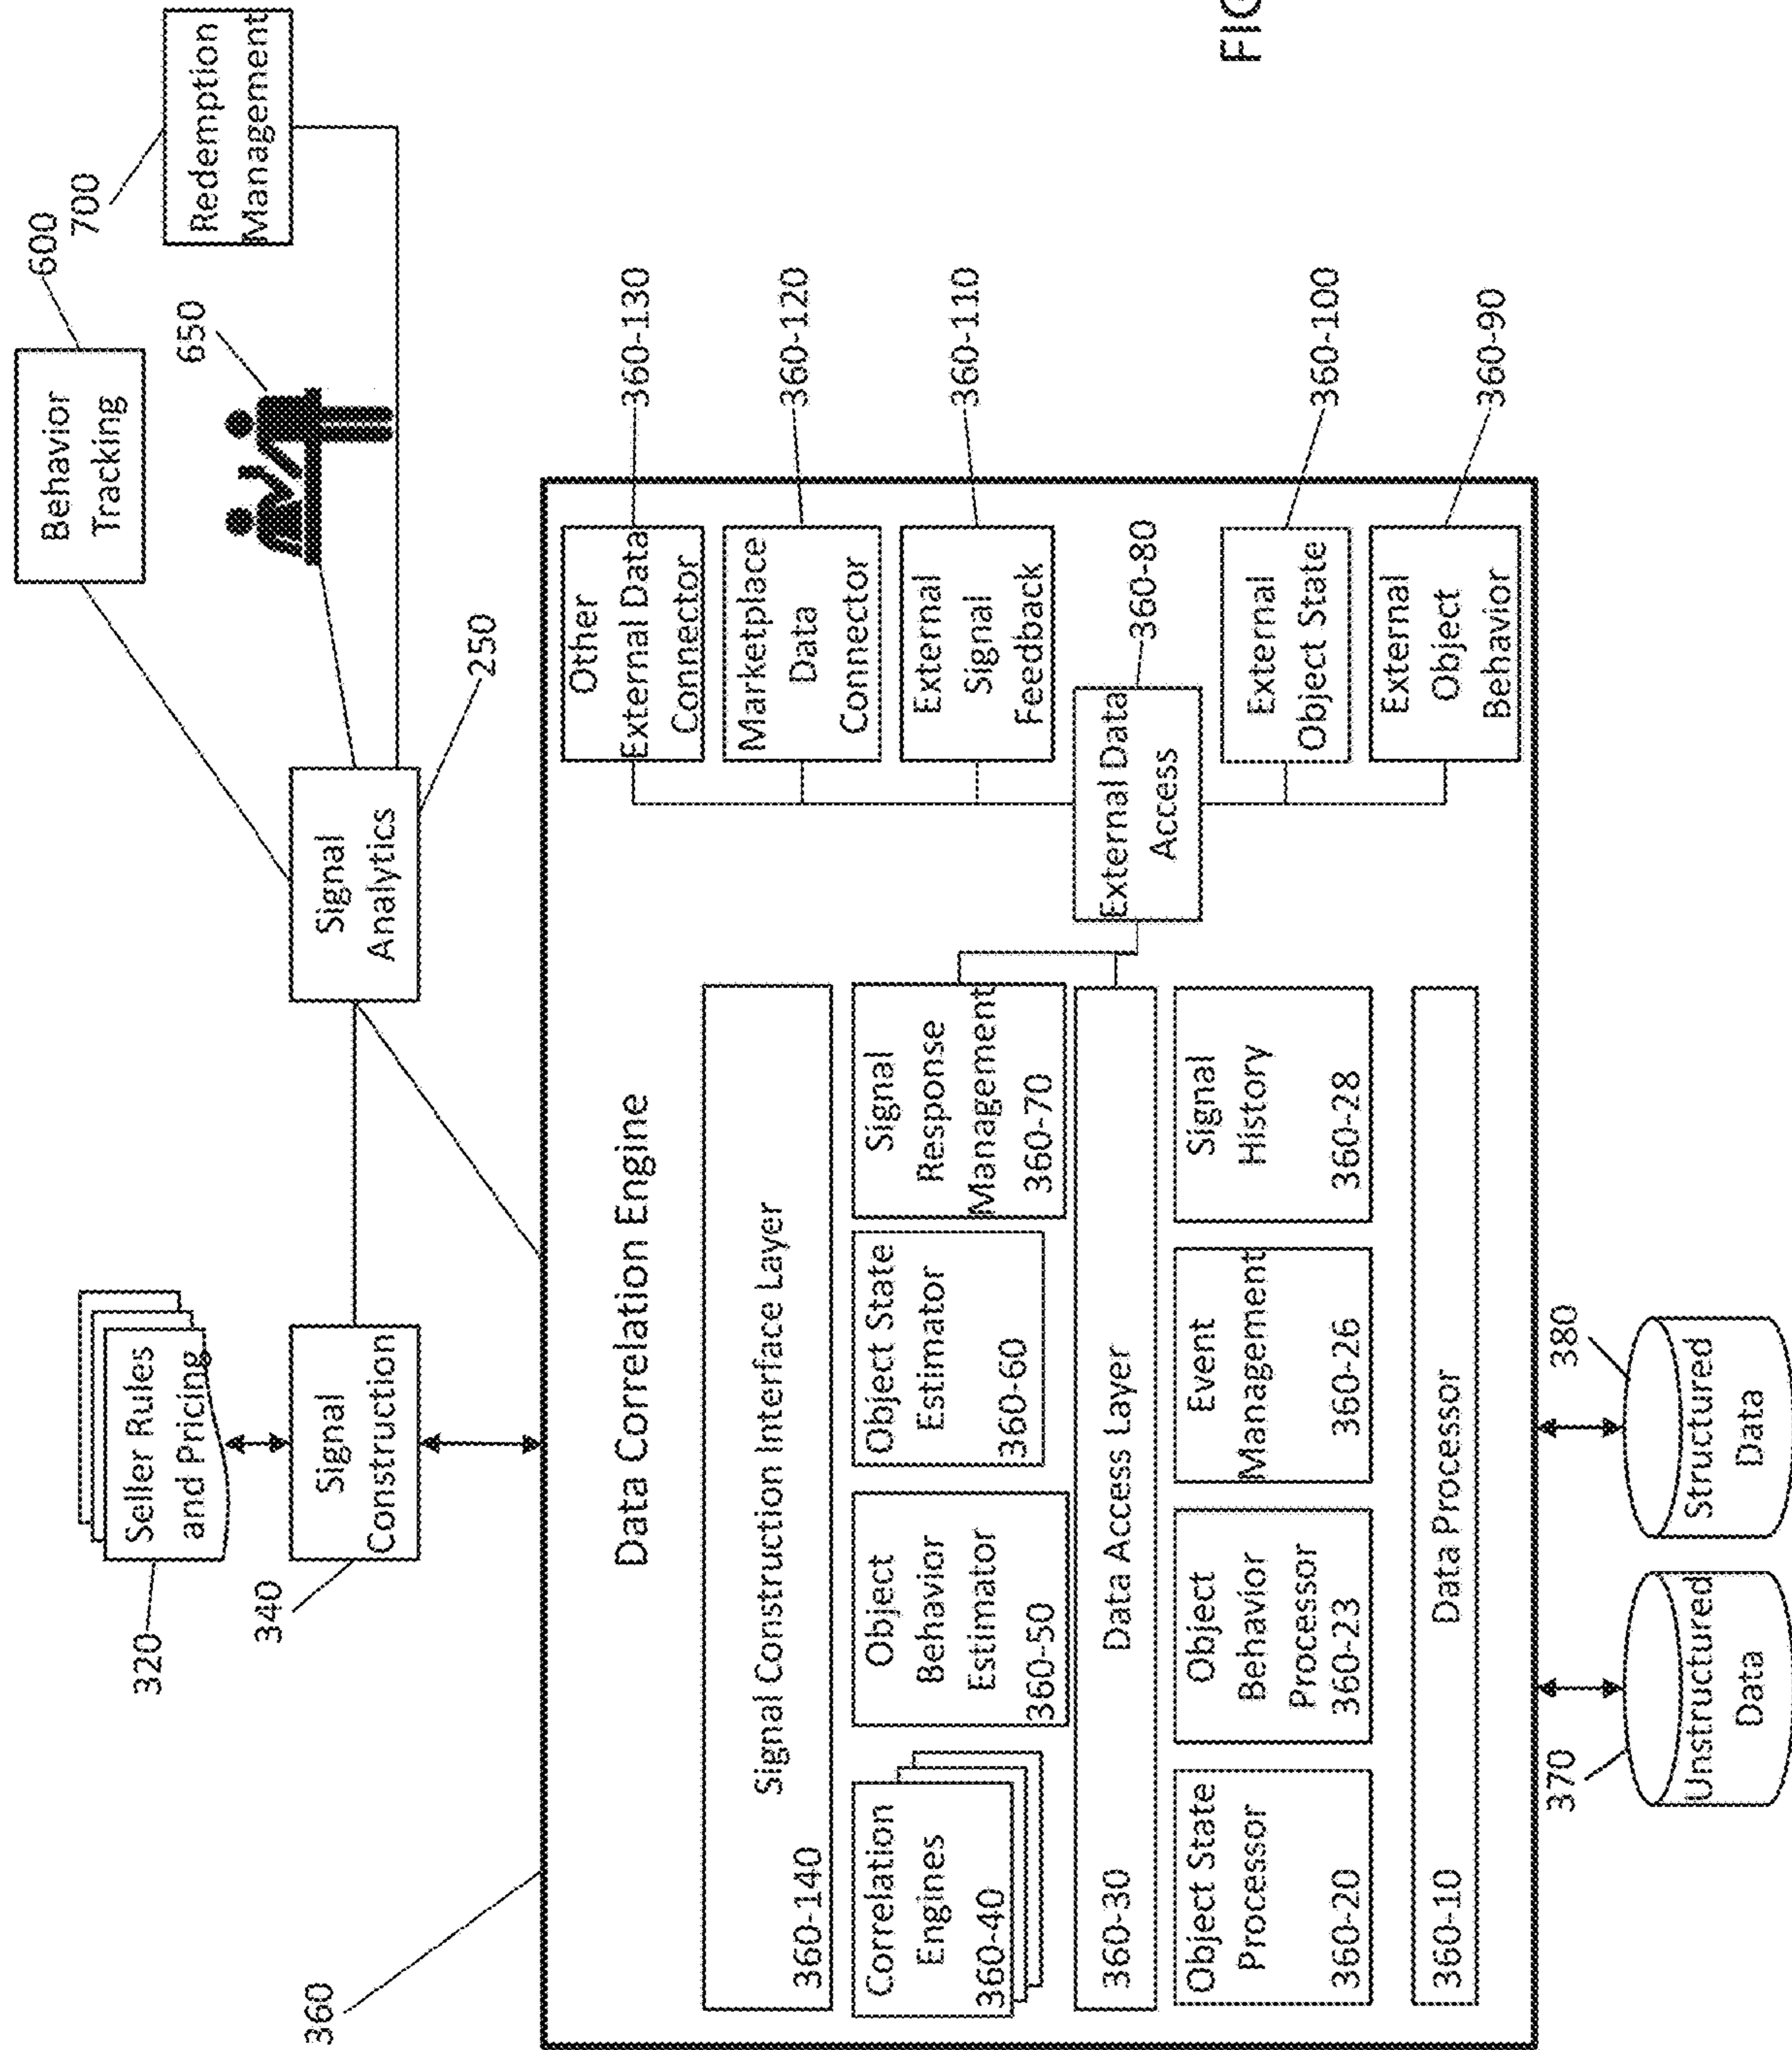 320
Seller Rules
and Pricing
340
Signal
Construction
Signal
Analytics
250
Behavior
Tracking
600
650
700
Redemption
Management
360
Data Correlation Engine
Signal Construction Interface Layer
360-140
Correlation
Engines
360-40
Object
Behavior
Estimator
360-50
Object State
Estimator
360-60
Signal
Response
Management
360-70
Data Access Layer
360-30
Object State
Processor
360-20
Object
Behavior
Processor
360-23
Event
Management
360-26
Signal
History
360-28
Data Processor
360-10
External Data
Access
360-80
Other
External Data
Connector
360-130
Marketplace
Data
Connector
360-120
External
Signal
Feedback
360-110
External
Object State
360-100
External
Object
Behavior
360-90
370
Unstructured
Data
380
Structured
Data